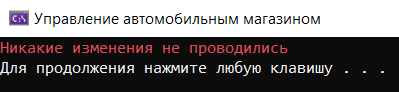 Управление автомобильным магазином
Никакие изменения не проводились
Для продолжения нажмите любую клавишу . . .